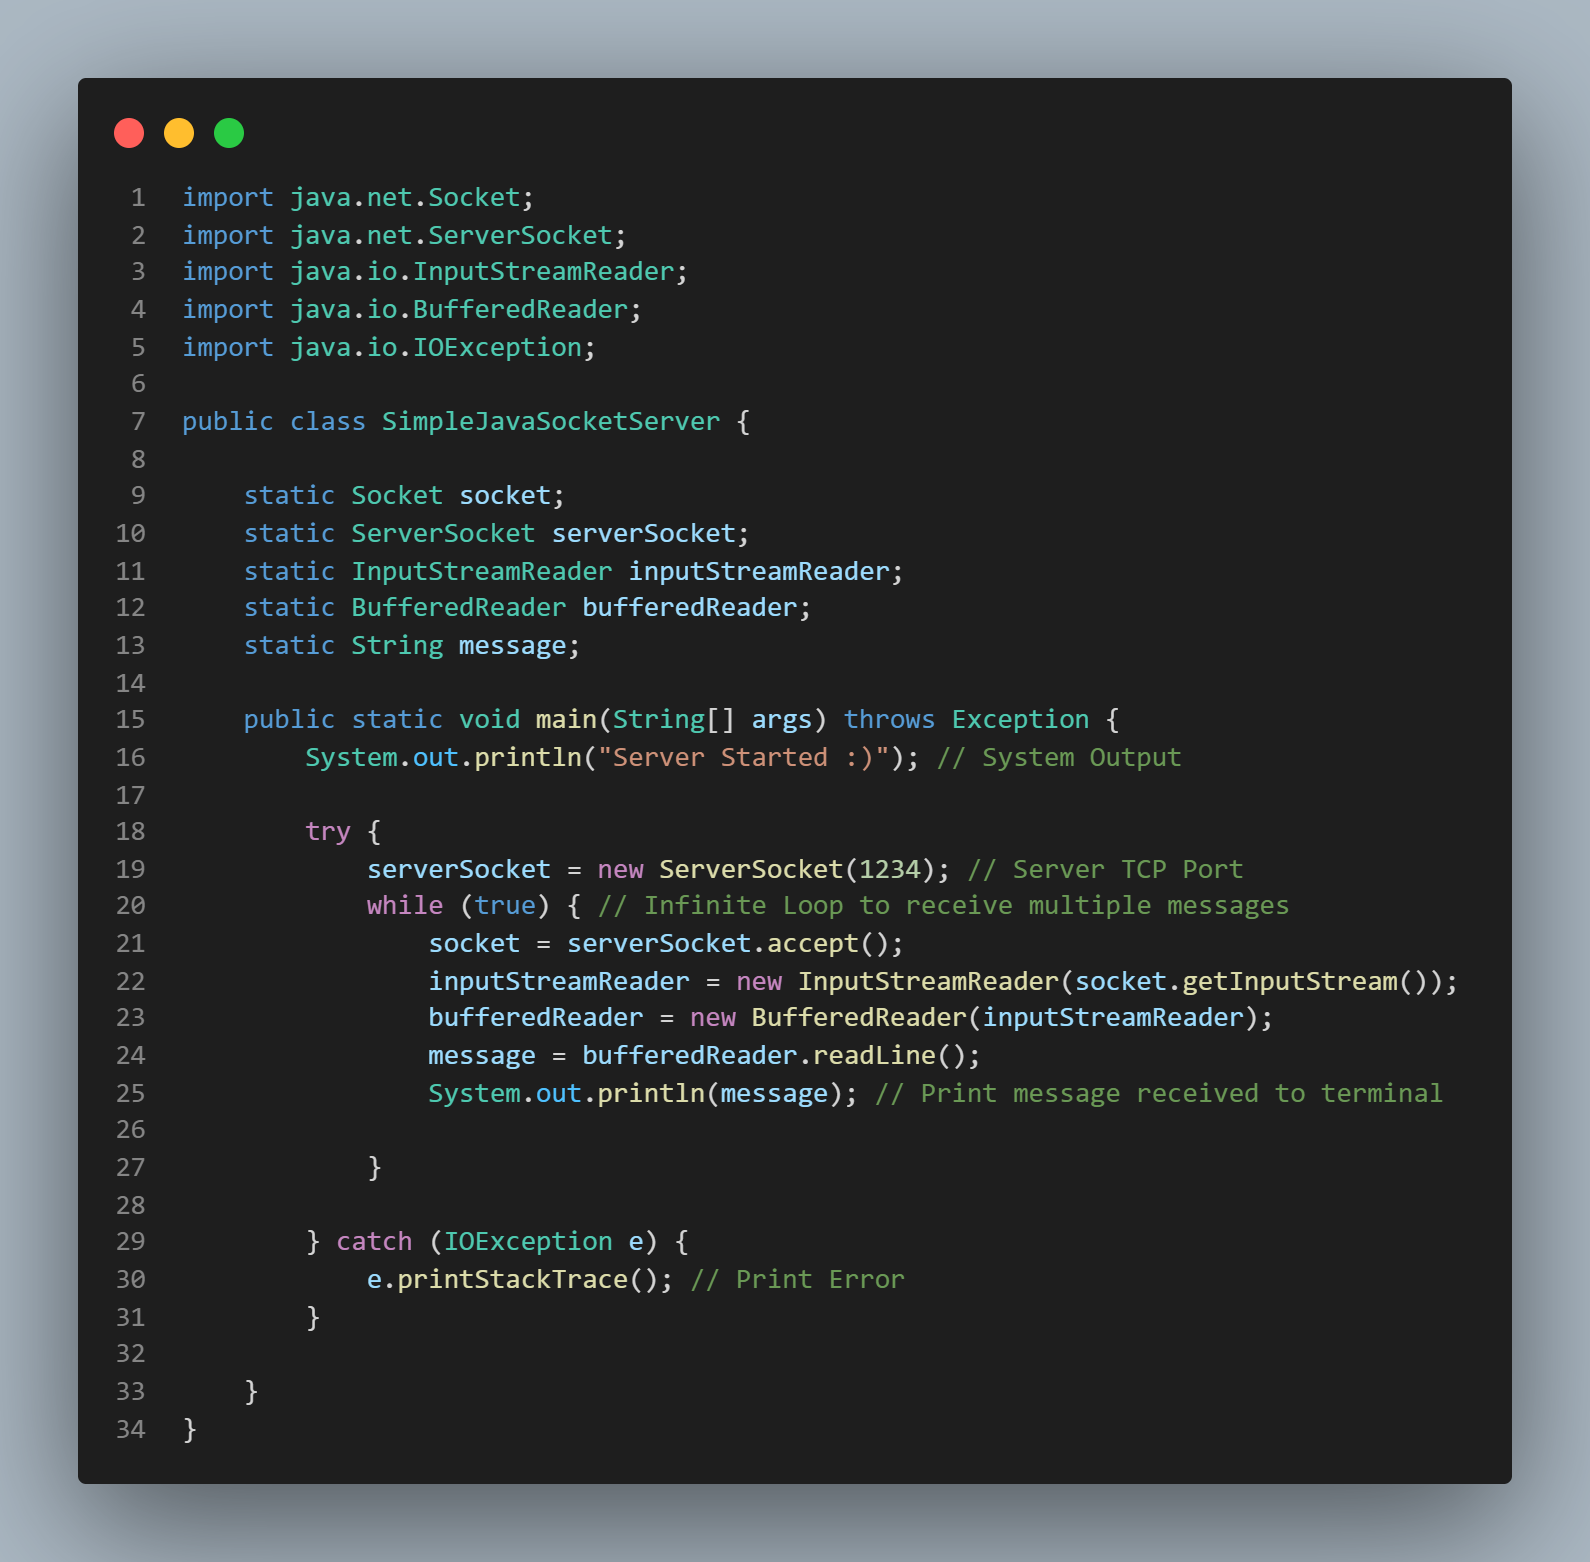 1 import java.net.Socket;
2 import java.net.ServerSocket;
3 import java.io.InputStreamReader;
4 import java.io.BufferedReader;
5 import java.io.IOException;
6
7 public class SimpleJavaSocketServer {
8
9     static Socket socket;
10     static ServerSocket serverSocket;
11     static InputStreamReader inputStreamReader;
12     static BufferedReader bufferedReader;
13     static String message;
14
15     public static void main(String[] args) throws Exception {
16         System.out.println("Server Started :)"); // System Output
17
18         try {
19             serverSocket = new ServerSocket(1234); // Server TCP Port
20             while (true) { // Infinite Loop to receive multiple messages
21                 socket = serverSocket.accept();
22                 inputStreamReader = new InputStreamReader(socket.getInputStream());
23                 bufferedReader = new BufferedReader(inputStreamReader);
24                 message = bufferedReader.readLine();
25                 System.out.println(message); // Print message received to terminal
26
27             }
28
29         } catch (IOException e) {
30             e.printStackTrace(); // Print Error
31         }
32
33     }
34 }